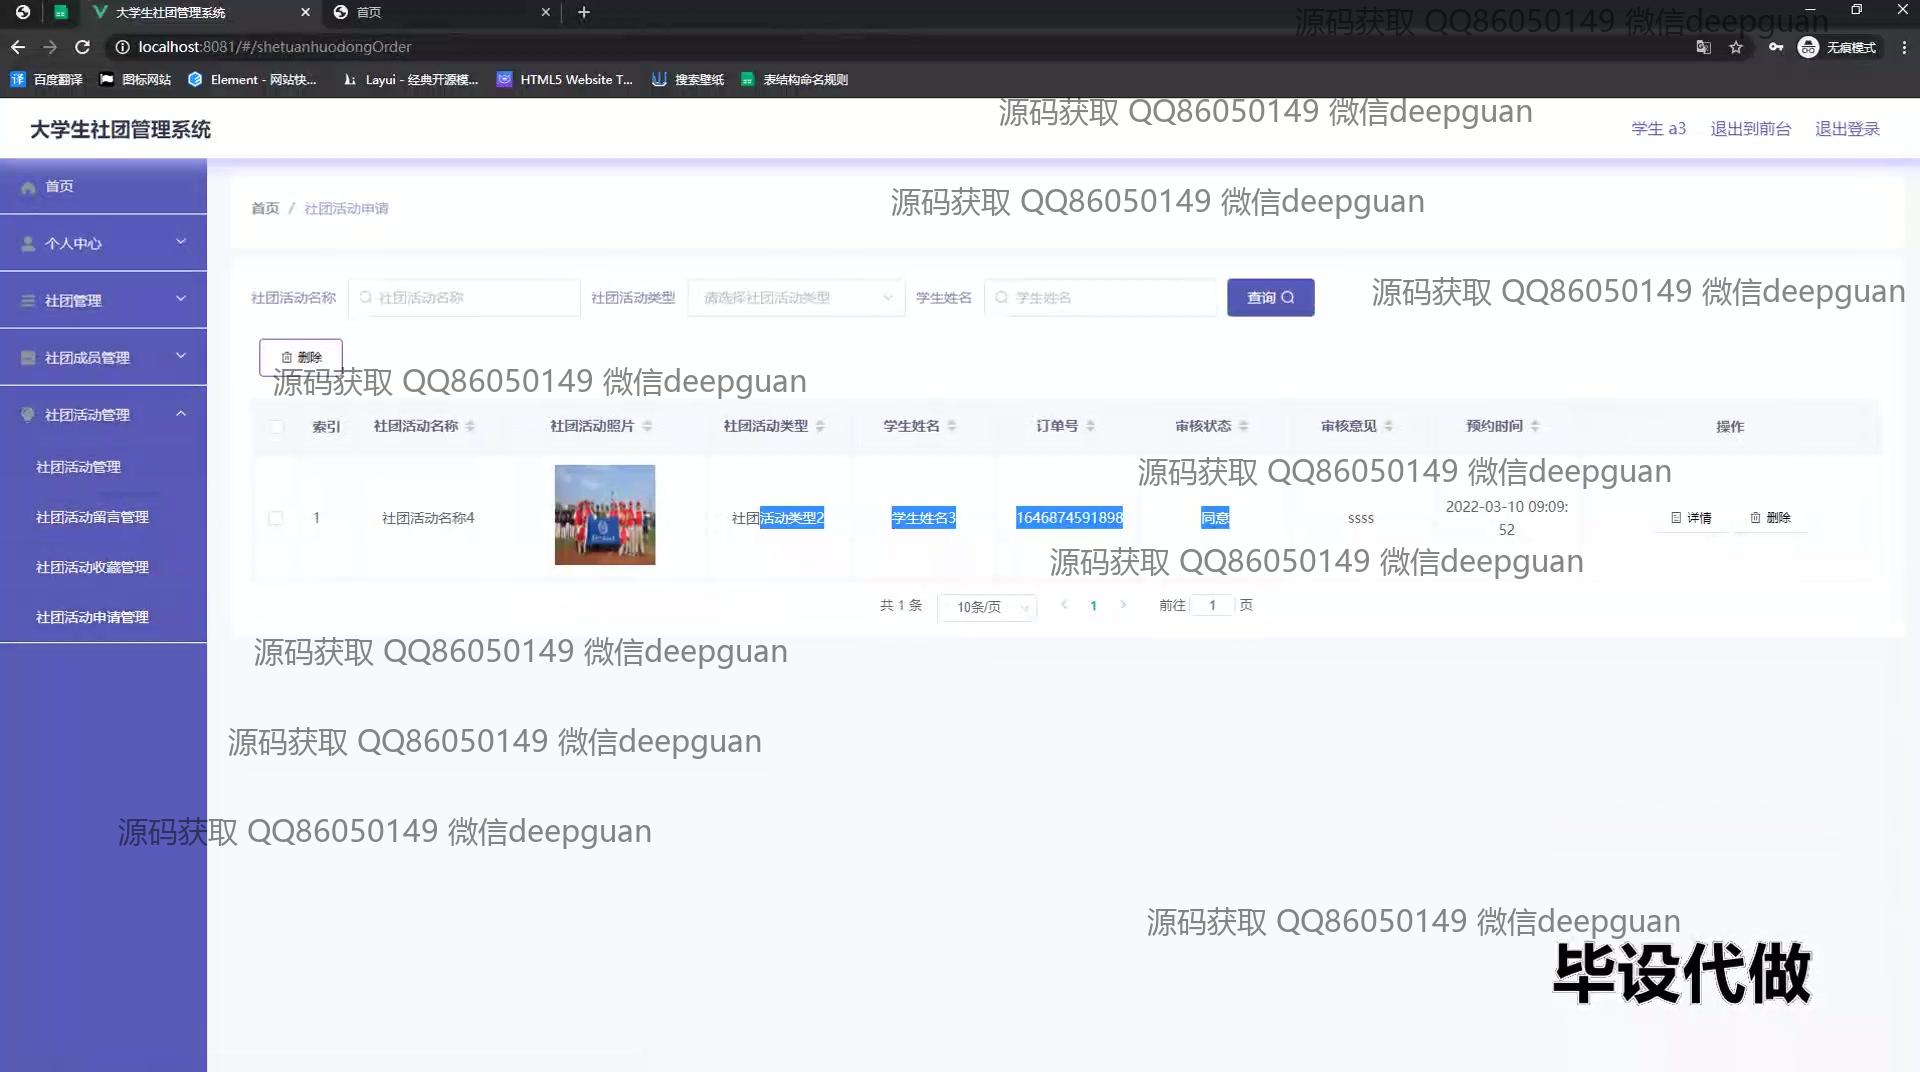 大学生社团管理系统
首页
源码获取 QQ86050149 微信deepguan
localhost:8081/#/shetuanhuodongOrder
无痕模式
百度翻译
图标网站
Element - 网站快...
Layui - 经典开源模...
HTML5 Website T...
搜索壁纸
表结构命名规则
源码获取 QQ86050149 微信deepguan
大学生社团管理系统
学生 a3
退出到前台
退出登录
首页
个人中心
社团管理
社团成员管理
社团活动管理
社团活动管理
社团活动留言管理
社团活动收藏管理
社团活动申请管理
首页 / 社团活动申请
源码获取 QQ86050149 微信deepguan
社团活动名称 社团活动名称 社团活动类型 请选择社团活动类型 学生姓名 学生姓名 查询
源码获取 QQ86050149 微信deepguan
删除
源码获取 QQ86050149 微信deepguan
索引 社团活动名称 社团活动照片 社团活动类型 学生姓名 订单号 审核状态 审核意见 预约时间 操作
源码获取 QQ86050149 微信deepguan
1 社团活动名称4 社团活动类型2 学生姓名3 1646874591898 同意 ssss 2022-03-10 09:09:
52 详情 删除
源码获取 QQ86050149 微信deepguan
共 1 条 10条/页 1 前往 1 页
源码获取 QQ86050149 微信deepguan
源码获取 QQ86050149 微信deepguan
源码获取 QQ86050149 微信deepguan
源码获取 QQ86050149 微信deepguan
毕设代做